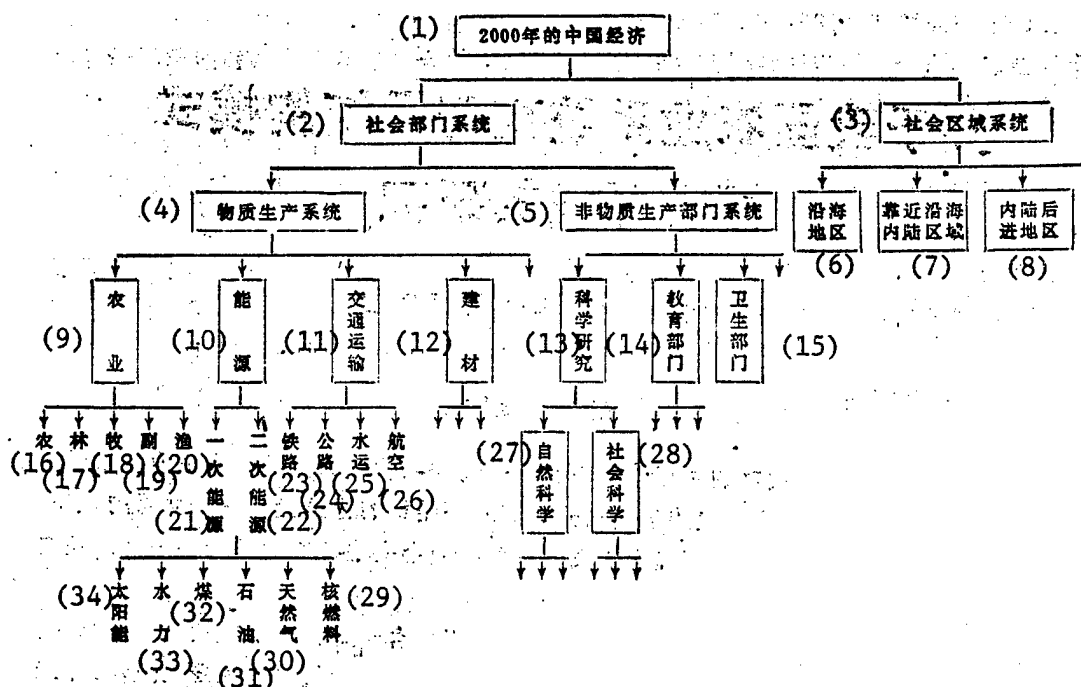 (1) 2000年的中国经济
(2) 社会部门系统
(3) 社会区域系统
(4) 物质生产系统
(5) 非物质生产部门系统
沿海地区
(6)
靠近沿海内陆区域
(7)
内陆后进地区
(8)
(9) 农业
(10) 能源
(11) 交通运输
(12) 建材
(13) 科学研究
(14) 教育部门
卫生部门 (15)
农 (16)
林 (17)
牧 (18)
副 (19)
渔 (20)
一次能源 (21)
二次能源 (22)
铁路 (23)
公路 (24)
水运 (25)
航空 (26)
(27) 自然科学
社会科学 (28)
(34) 太阳能
水力 (33)
煤 (32)
石油 (31)
天然气 (30)
核燃料 (29)